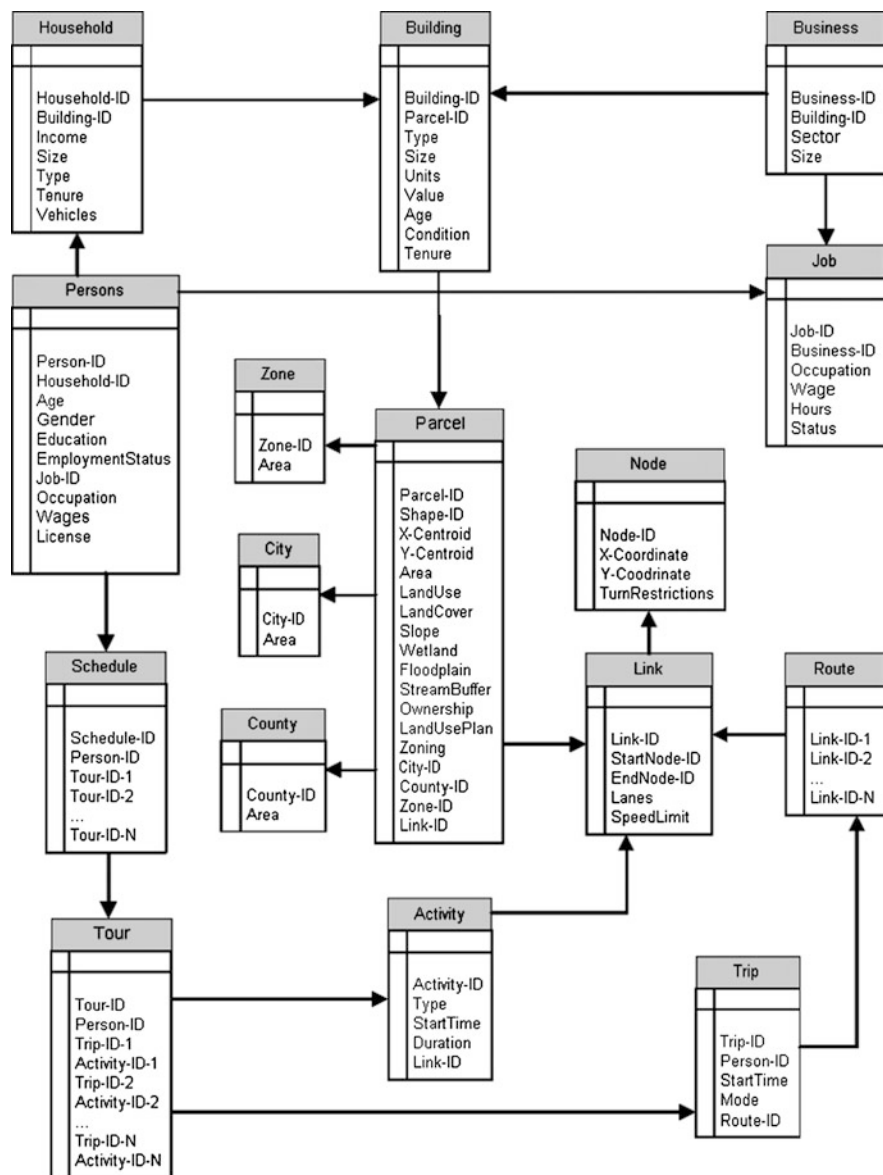 Household
Household-ID
Building-ID
Income
Size
Type
Tenure
Vehicles
Building
Building-ID
Parcel-ID
Type
Size
Units
Value
Age
Condition
Tenure
Business
Business-ID
Building-ID
Sector
Size
Persons
Person-ID
Household-ID
Age
Gender
Education
EmploymentStatus
Job-ID
Occupation
Wages
License
Job
Job-ID
Business-ID
Occupation
Wage
Hours
Status
Zone
Zone-ID
Area
Parcel
Parcel-ID
Shape-ID
X-Centroid
Y-Centroid
Area
LandUse
LandCover
Slope
Wetland
Floodplain
StreamBuffer
Ownership
LandUsePlan
Zoning
City-ID
County-ID
Zone-ID
Link-ID
Node
Node-ID
X-Coordinate
Y-Coodrinate
TurnRestrictions
City
City-ID
Area
Schedule
Schedule-ID
Person-ID
Tour-ID-1
Tour-ID-2
...
Tour-ID-N
County
County-ID
Area
Link
Link-ID
StartNode-ID
EndNode-ID
Lanes
SpeedLimit
Route
Link-ID-1
Link-ID-2
...
Link-ID-N
Tour
Tour-ID
Person-ID
Trip-ID-1
Activity-ID-1
Trip-ID-2
Activity-ID-2
...
Trip-ID-N
Activity-ID-N
Activity
Activity-ID
Type
StartTime
Duration
Link-ID
Trip
Trip-ID
Person-ID
StartTime
Mode
Route-ID